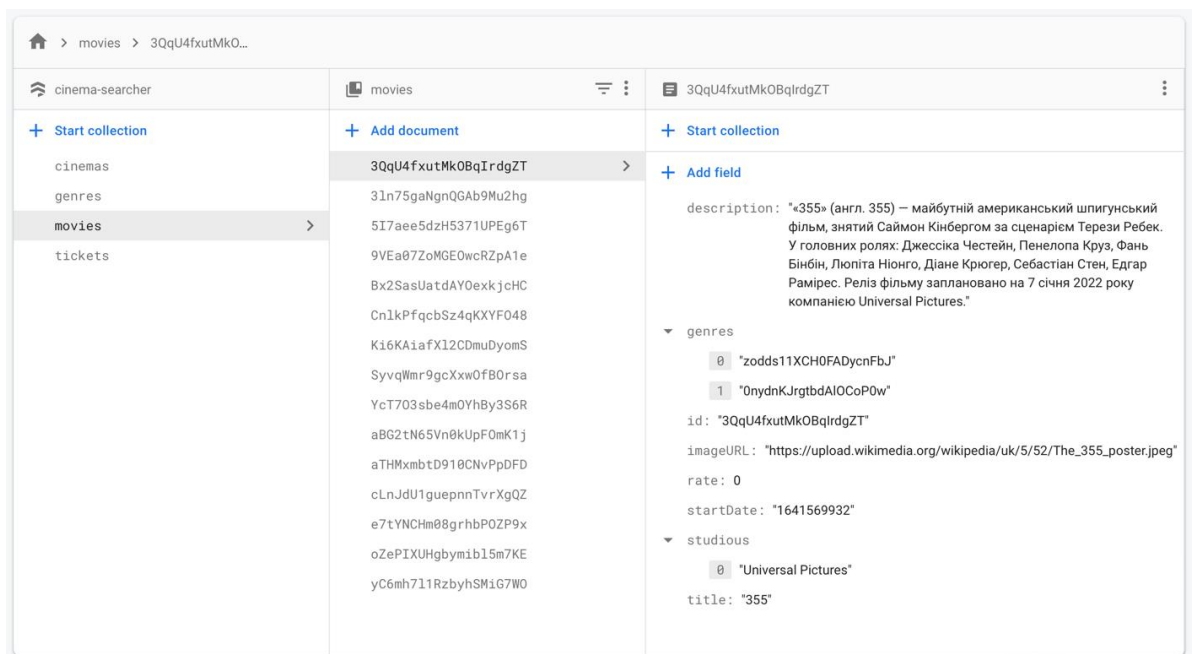 movies > 3QqU4fxutMkO...
cinema-searcher
Start collection
cinemas
genres
movies
tickets
movies
Add document
3QqU4fxutMkOBqIrdgZT
3ln75gaNgnQGAb9Mu2hg
5I7aee5dzH5371UPEg6T
9VEa07ZoMGEOwcRZpA1e
Bx2SasUatdAYOexkjcHC
CnlkPfqcbSz4qKXYFO48
Ki6KAiafXl2CDmuDyomS
SyvqWmr9gcXxwOfBOrsa
YcT7O3sbe4mOYhBy3S6R
aBG2tN65Vn0kUpFOmK1j
aTHMxmbtD910CNvPpDFD
cLnJdU1guepnnTvrXgQZ
e7tYNCHm08grhbPOZP9x
oZePIXUHgbymibl5m7KE
yC6mh7l1RzbyhSMiG7WO
3QqU4fxutMkOBqIrdgZT
Start collection
Add field
description: "«355» (англ. 355) — майбутній американський шпигунський
фільм, знятий Саймон Кінбергом за сценарієм Терези Ребек.
У головних ролях: Джессіка Честейн, Пенелопа Круз, Фань
Бінбін, Люпіта Ніонго, Діане Крюгер, Себастіан Стен, Едгар
Рамірес. Реліз фільму заплановано на 7 січня 2022 року
компанією Universal Pictures."
genres
0 "zodds11XCH0FADycnFbJ"
1 "0nydnKJrgtbdAlOCoP0w"
id: "3QqU4fxutMkOBqIrdgZT"
imageURL: "https://upload.wikimedia.org/wikipedia/uk/5/52/The_355_poster.jpeg"
rate: 0
startDate: "1641569932"
studious
0 "Universal Pictures"
title: "355"